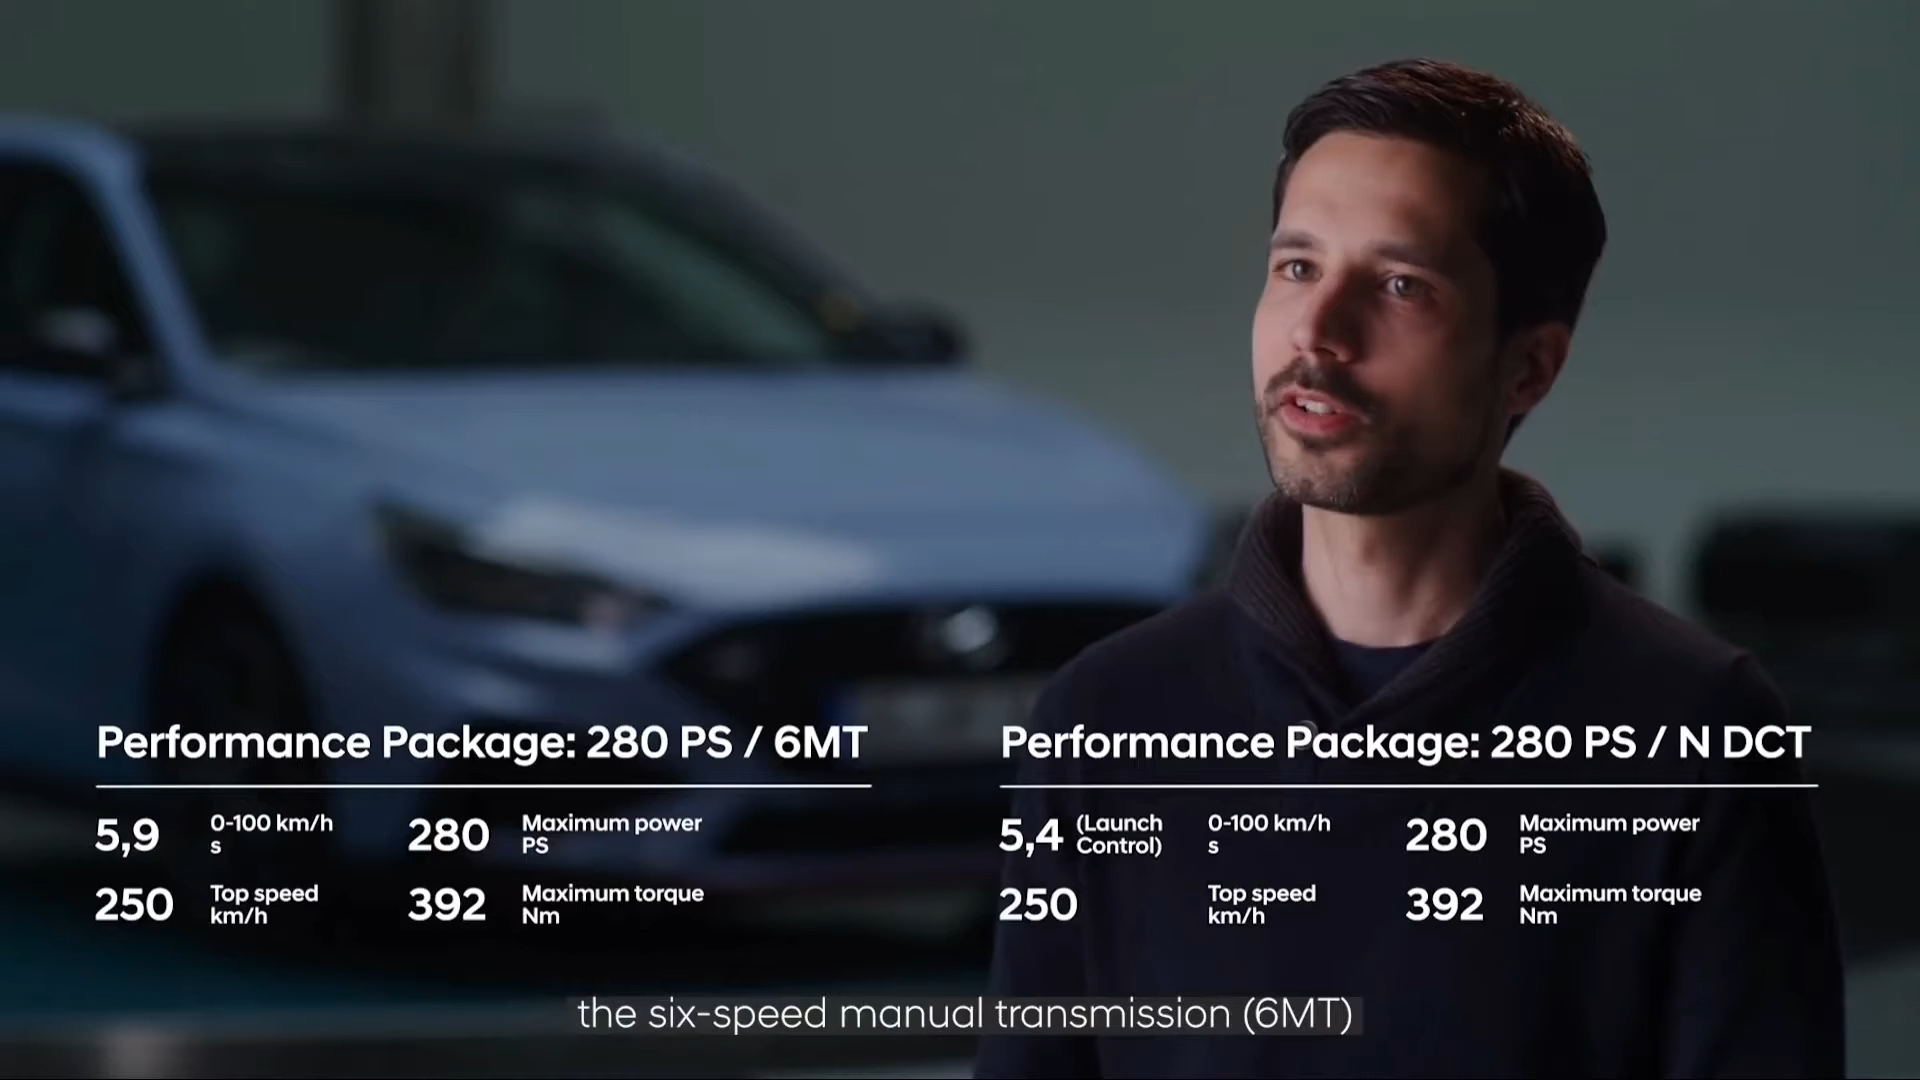 Performance Package: 280 PS / 6MT
5,9
0-100 km/h
s
280
Maximum power
PS
250
Top speed
km/h
392
Maximum torque
Nm
Performance Package: 280 PS / N DCT
5,4
(Launch
Control)
0-100 km/h
s
280
Maximum power
PS
250
Top speed
km/h
392
Maximum torque
Nm
the six-speed manual transmission (6MT)